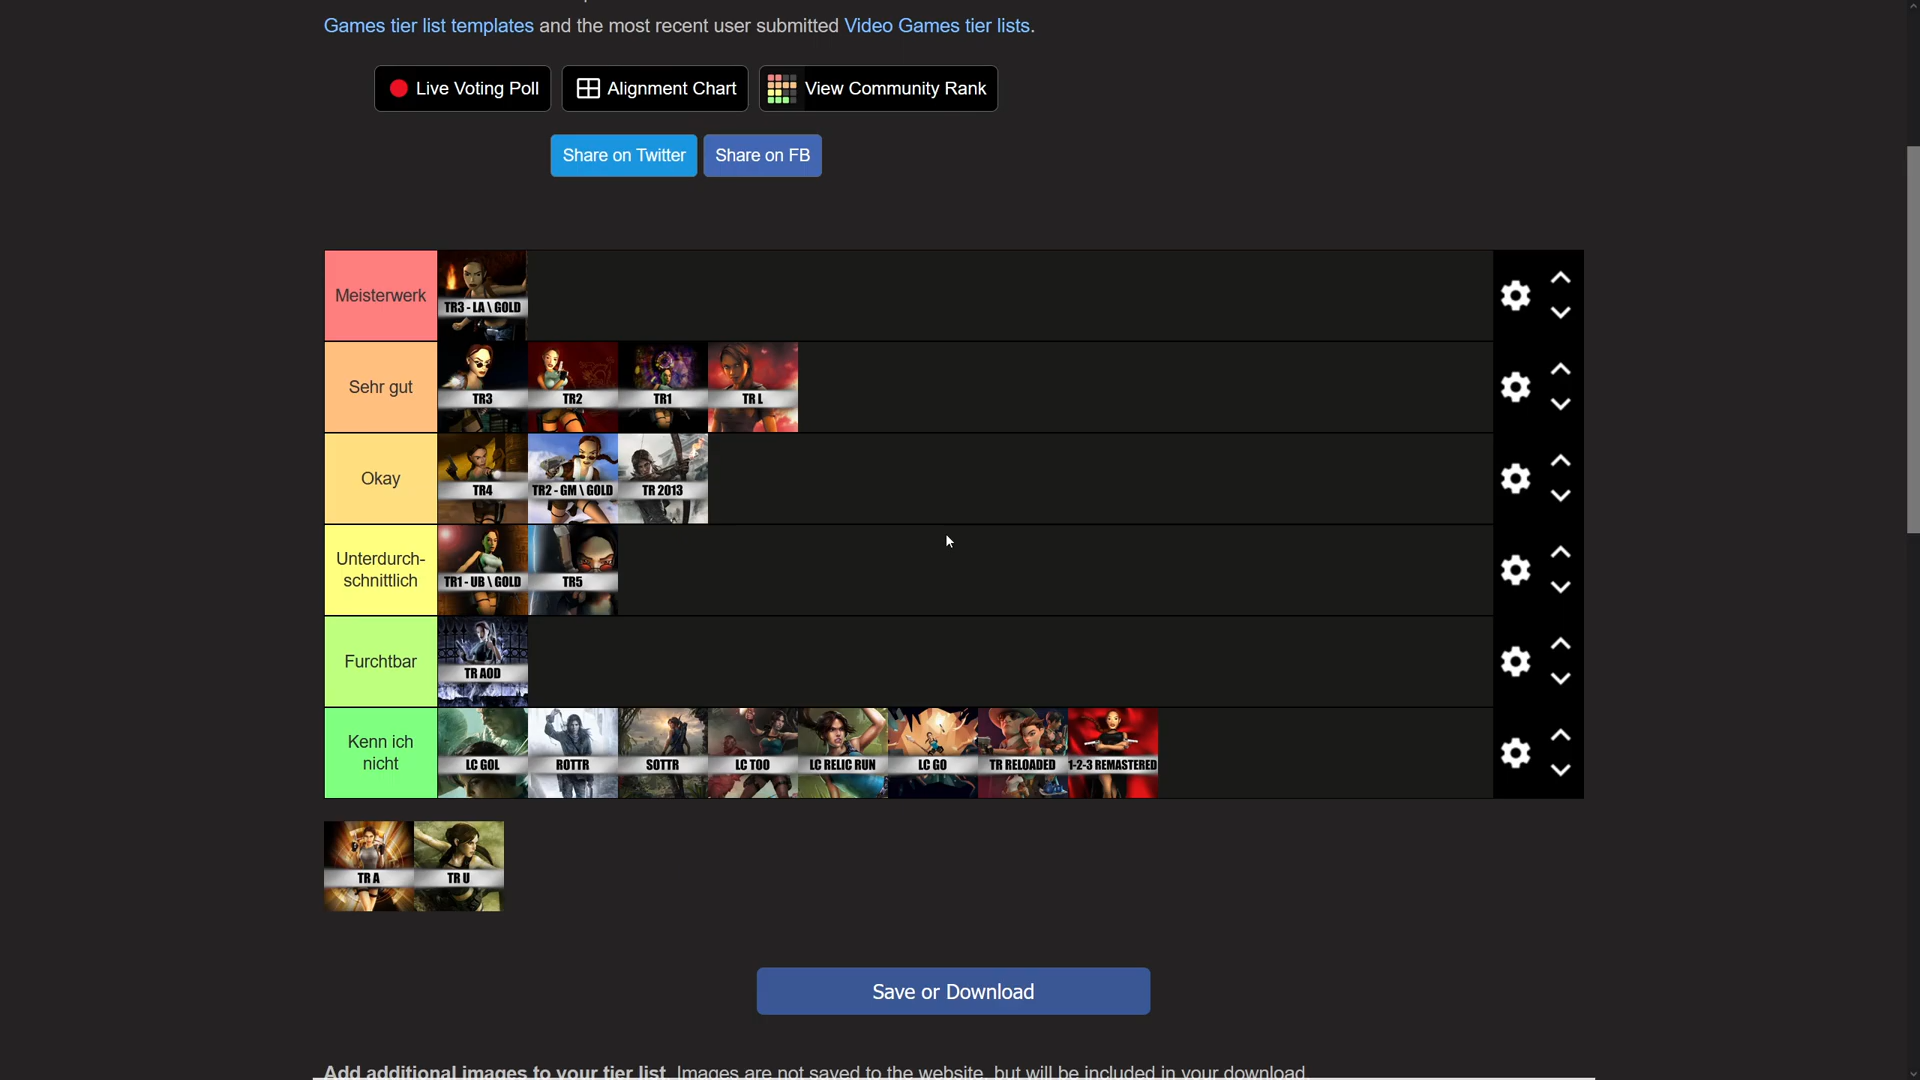 Games tier list templates and the most recent user submitted Video Games tier lists.
Live Voting Poll
Alignment Chart
View Community Rank
Share on Twitter
Share on FB
Meisterwerk
TR3 - LA \ GOLD
Sehr gut
TR3
TR2
TR1
TR L
Okay
TR4
TR2 - GM \ GOLD
TR 2013
Unterdurch-
schnittlich
TR1 - UB \ GOLD
TR5
Furchtbar
TR AOD
Kenn ich
nicht
LC GOL
ROTTR
SOTTR
LC TOO
LC RELIC RUN
LC GO
TR RELOADED
1-2-3 REMASTERED
TR A
TR U
Save or Download
Add additional images to your tier list. Images are not saved to the website, but will be included in your download.